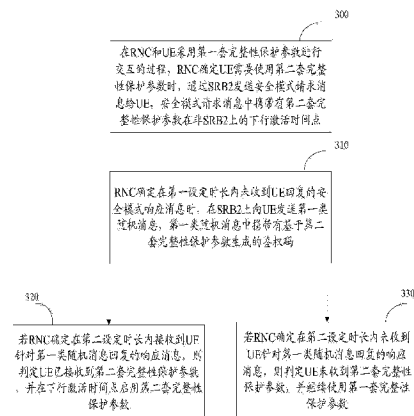 300
在RNC和UE采用第一套完整性保护参数进行
交互的过程，RNC确定UE需要使用第二套完整
性保护参数时，通过SRB2发送安全模式请求消
息给UE，安全模式请求消息中携带有第二套完
整性保护参数在非SRB2上的下行激活时间点
310
RNC确定在第一设定时长内未收到UE回复的安
全模式响应消息时，在SRB2上向UE发送第一类
随机消息，第一类随机消息中携带有基于第二
套完整性保护参数生成的鉴权码
320
若RNC确定在第二设定时长内接收到UE
针对第一类随机消息回复的响应消息，则
判定UE已接收到第二套完整性保护参数
，并在下行激活时间点启用第二套完整性
保护参数
330
若RNC确定在第二设定时长内未收到
UE针对第一类随机消息回复的响应
消息，则判定UE未收到第二套完整性
保护参数，并继续使用第一套完整性
保护参数